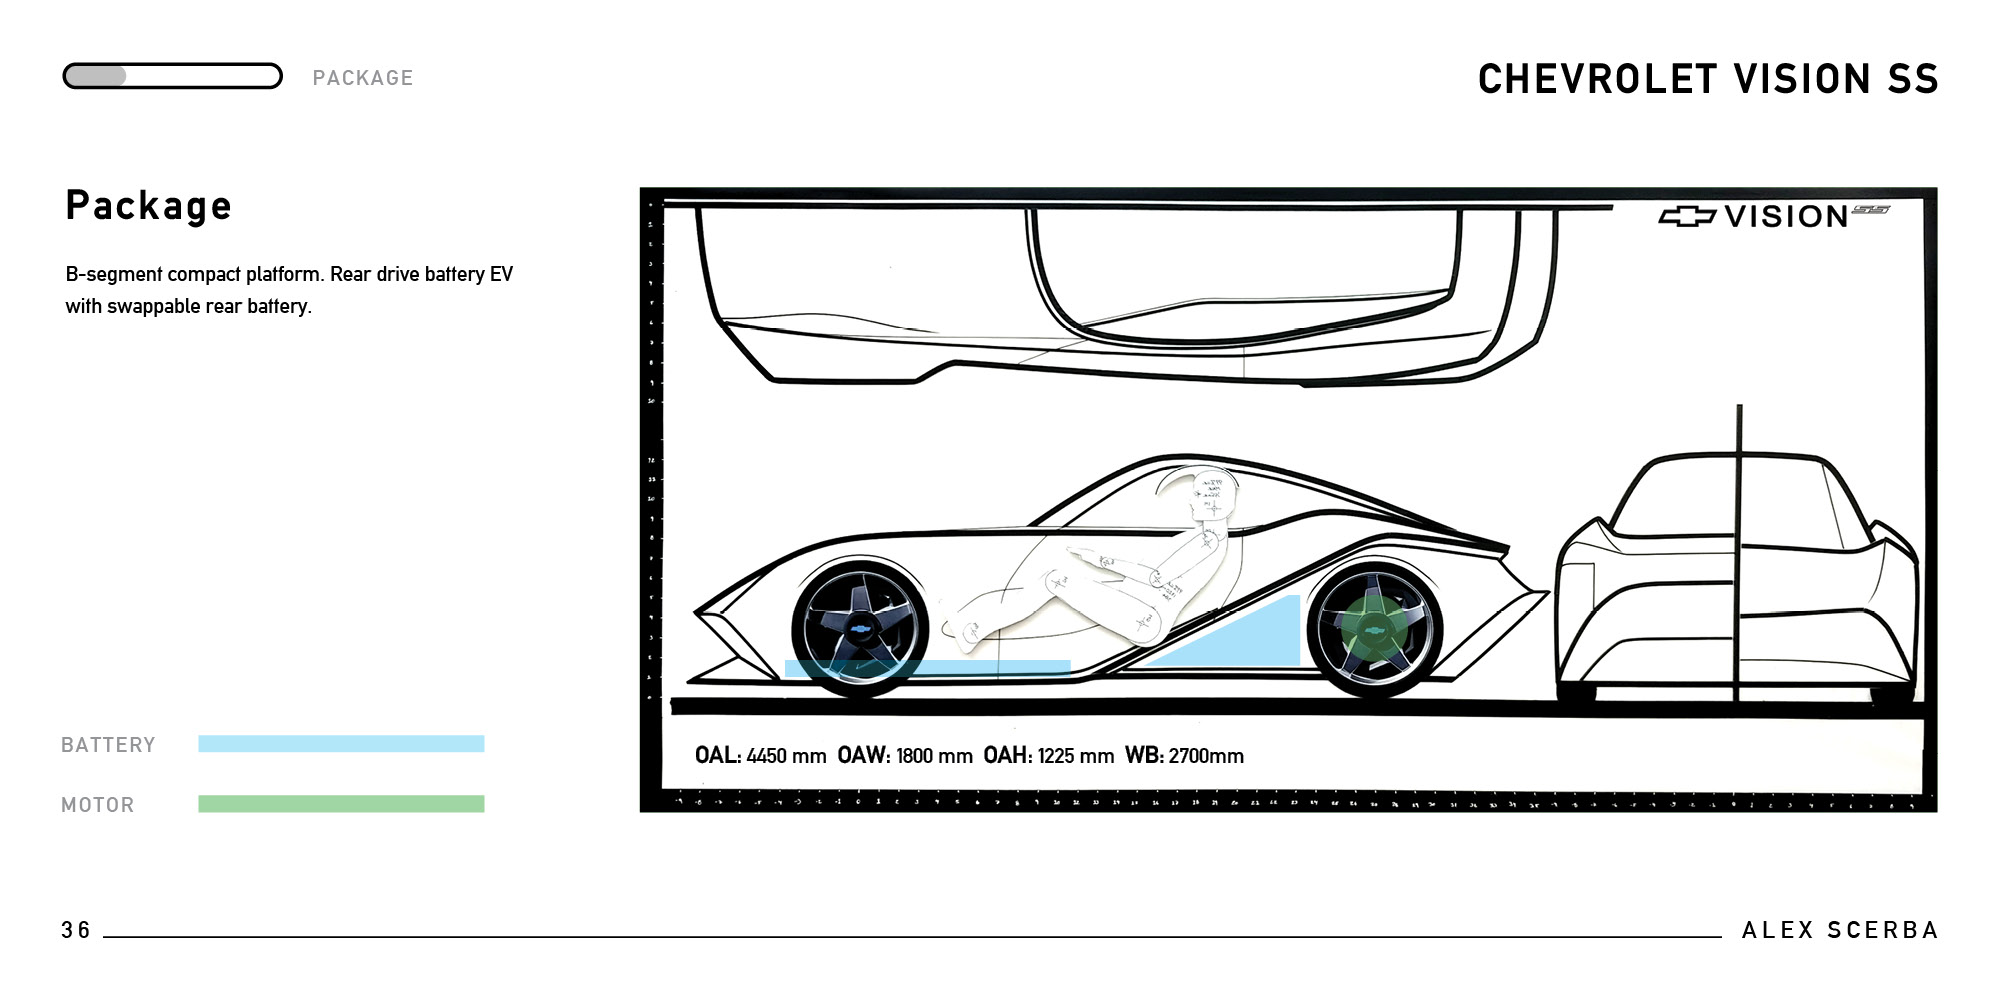 PACKAGE
CHEVROLET VISION SS
Package
B-segment compact platform. Rear drive battery EV
with swappable rear battery.
VISION SS
BATTERY
MOTOR
OAL: 4450 mm OAW: 1800 mm OAH: 1225 mm WB: 2700mm
36
ALEX SCERBA